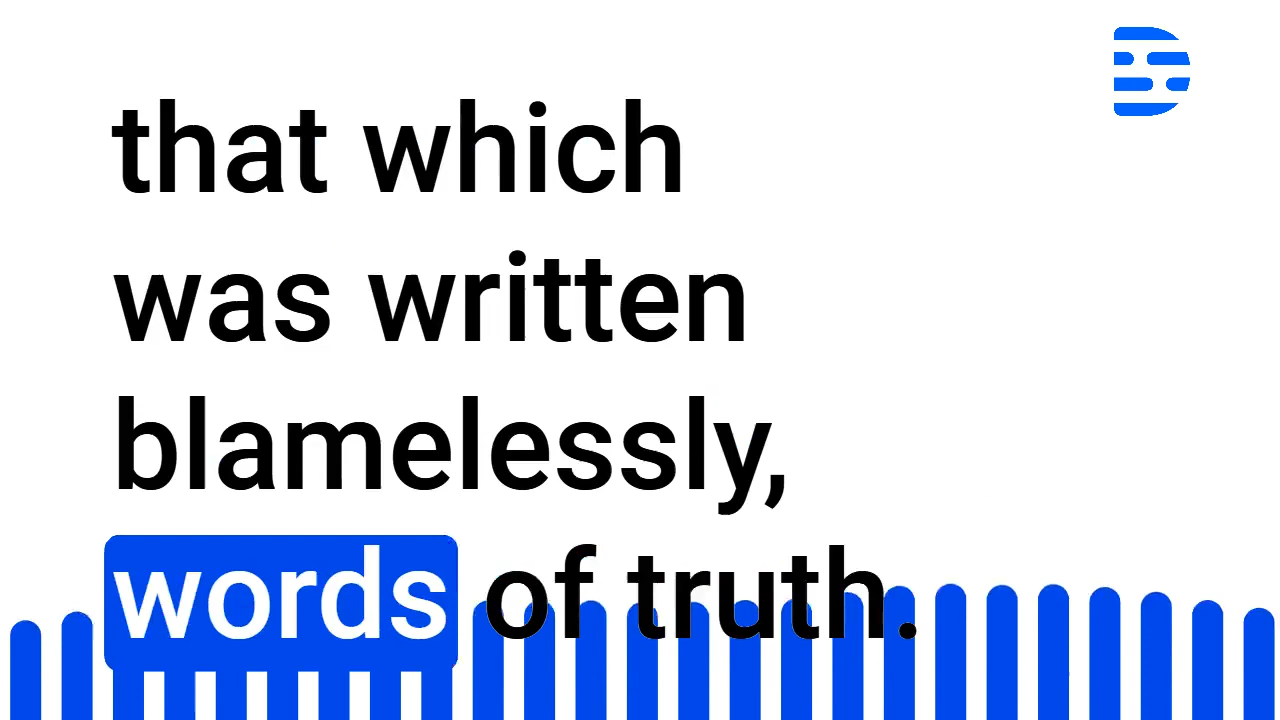 that which
was written
blamelessly,
words of truth.